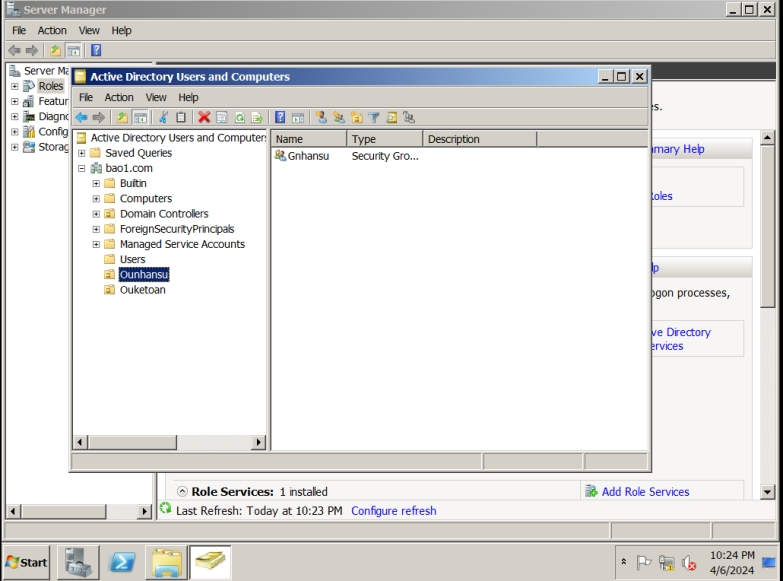 Server Manager
File Action View Help
Server Ma
Roles
Featur
Diagno
Config
Storag
Active Directory Users and Computers
File Action View Help
Active Directory Users and Computer
Saved Queries
bao1.com
Builtin
Computers
Domain Controllers
ForeignSecurityPrincipals
Managed Service Accounts
Users
Ounhansu
Ouketoan
Name Type Description
Gnhansu Security Gro...
es.
mmary Help
Roles
lp
ogon processes,
ve Directory
ervices
Role Services: 1 installed
Add Role Services
Last Refresh: Today at 10:23 PM Configure refresh
Start
10:24 PM
4/6/2024